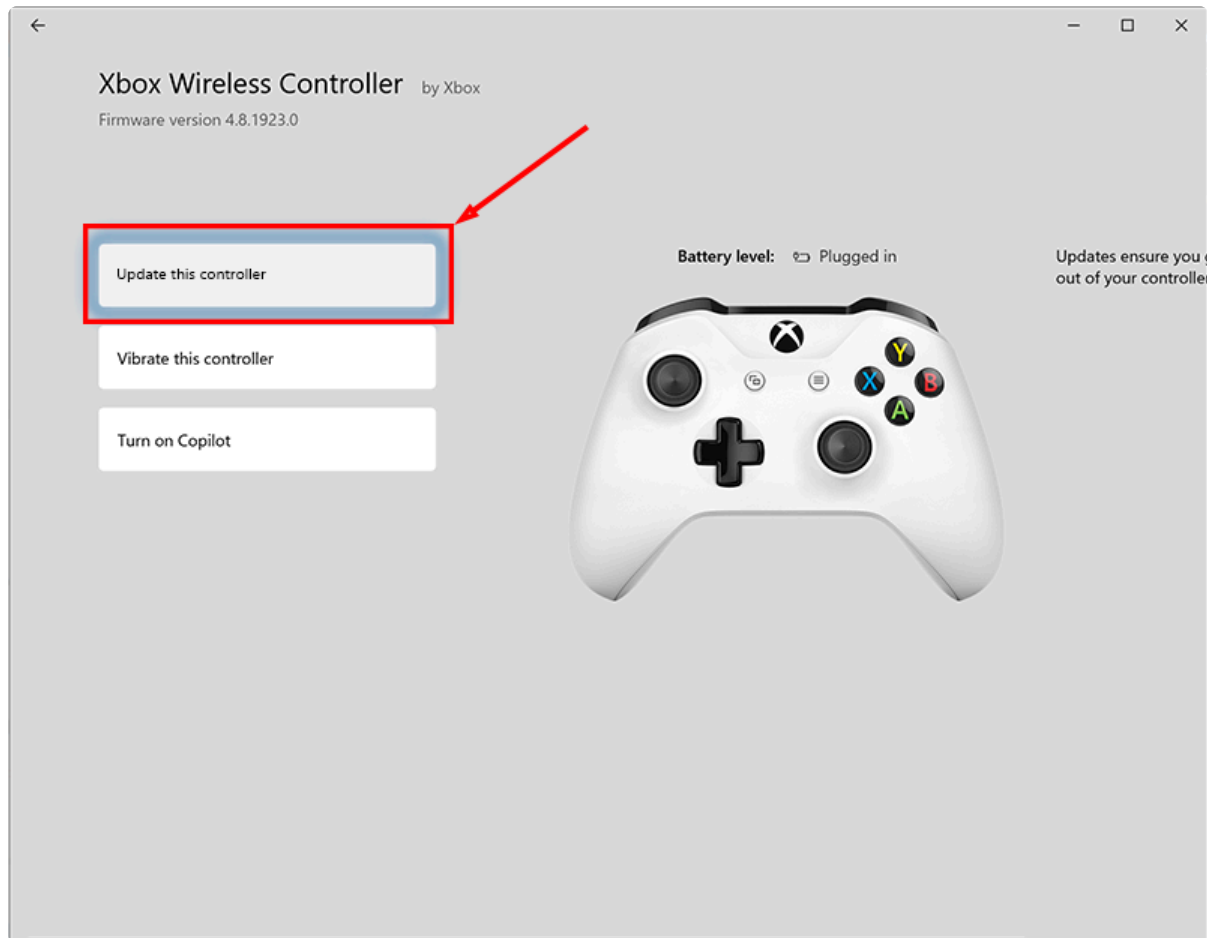 Xbox Wireless Controller by Xbox
Firmware version 4.8.1923.0
Update this controller
Vibrate this controller
Turn on Copilot
Battery level: Plugged in
Updates ensure you
out of your controller
Y
X
B
A